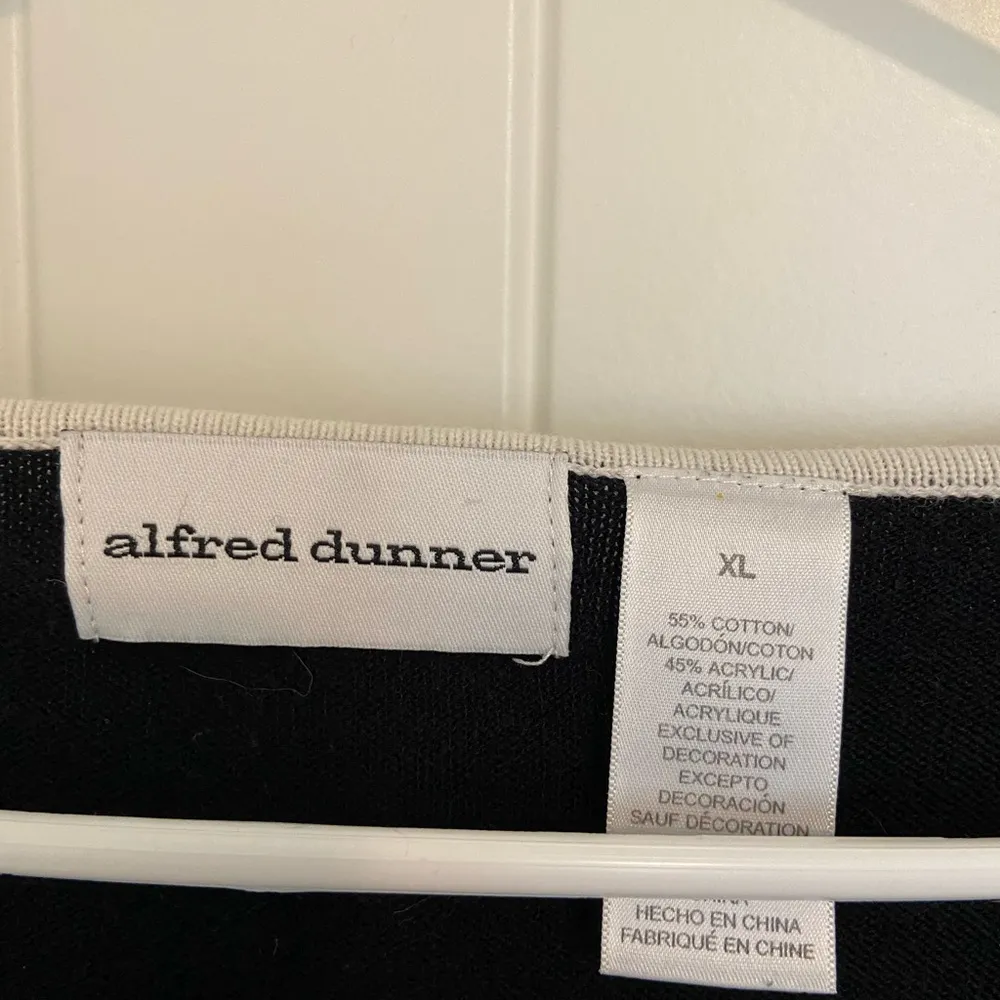 alfred dunner
XL
55% COTTON/
ALGODÓN/COTON
45% ACRYLIC/
ACRÍLICO/
ACRYLIQUE
EXCLUSIVE OF
DECORATION
EXCEPTO
DECORACIÓN
SAUF DÉCORATION
HECHO EN CHINA
FABRIQUÉ EN CHINE